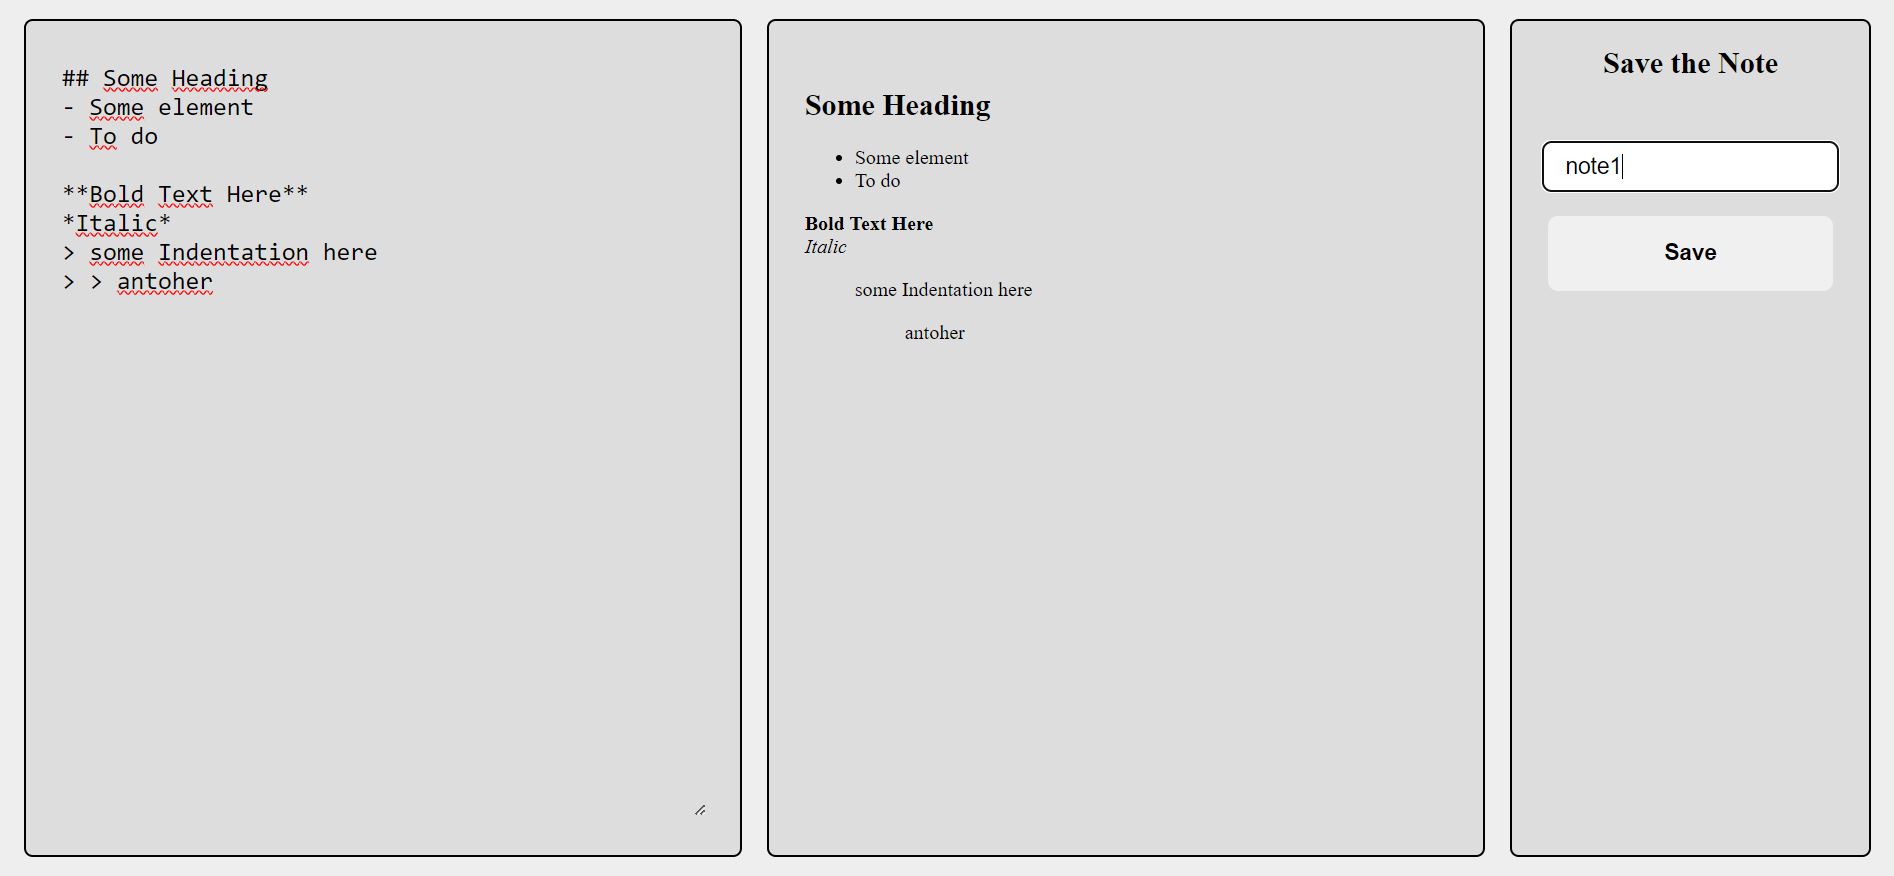 ## Some Heading
- Some element
- To do
**Bold Text Here**
*Italic*
> some Indentation here
> > antoher
Some Heading
• Some element
• To do
Bold Text Here
Italic
some Indentation here
antoher
Save the Note
note1
Save